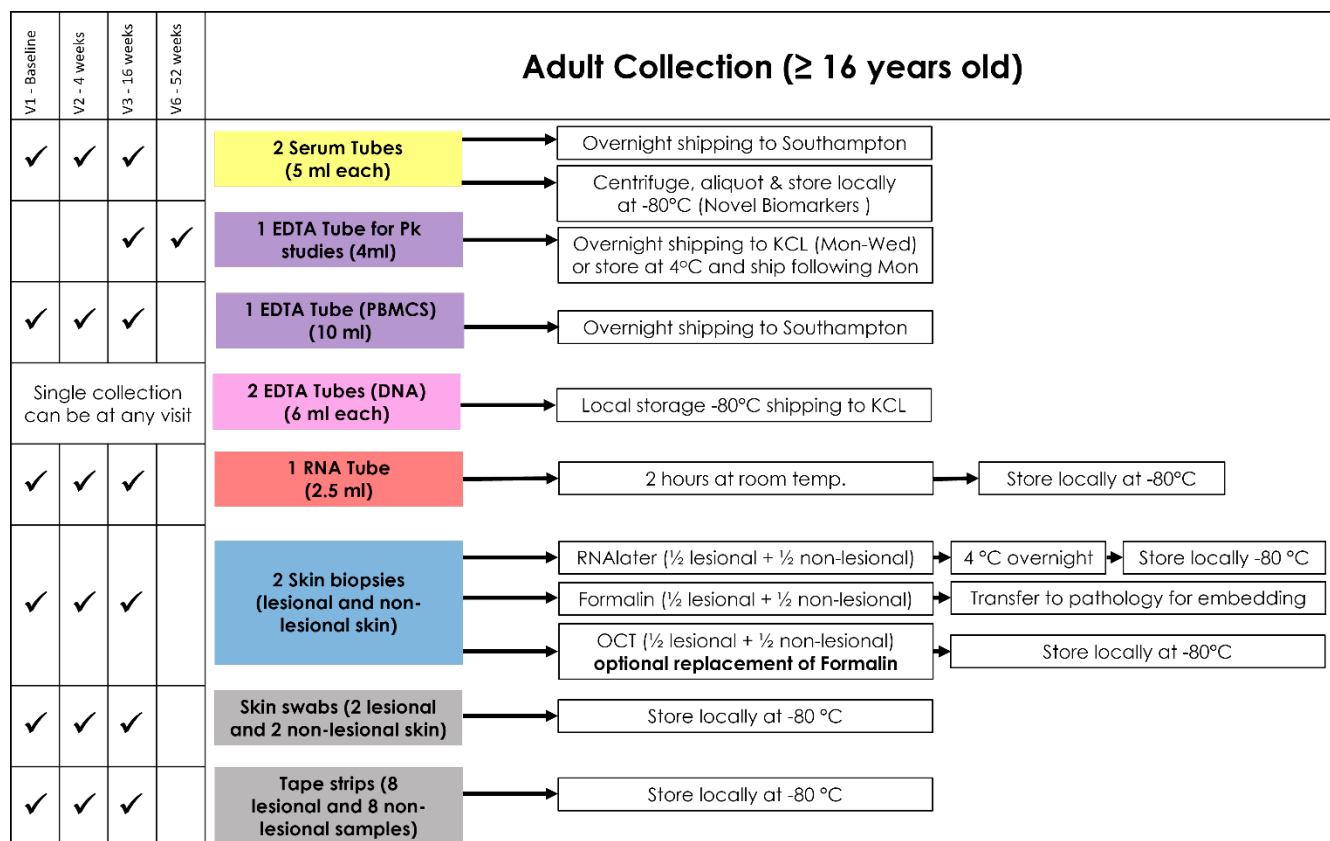 V1 - Baseline
V2 - 4 weeks
V3 - 16 weeks
V6 - 52 weeks
Adult Collection (≥ 16 years old)
✓ ✓ ✓
2 Serum Tubes
(5 ml each)
Overnight shipping to Southampton
Centrifuge, aliquot & store locally
at -80°C (Novel Biomarkers )
✓ ✓
1 EDTA Tube for Pk
studies (4ml)
Overnight shipping to KCL (Mon-Wed)
or store at 4°C and ship following Mon
✓ ✓ ✓
1 EDTA Tube (PBMCS)
(10 ml)
Overnight shipping to Southampton
Single collection
can be at any visit
2 EDTA Tubes (DNA)
(6 ml each)
Local storage -80°C shipping to KCL
✓ ✓ ✓
1 RNA Tube
(2.5 ml)
2 hours at room temp.
Store locally at -80°C
✓ ✓ ✓
2 Skin biopsies
(lesional and non-
lesional skin)
RNAlater (½ lesional + ½ non-lesional)
4 °C overnight
Store locally -80 °C
Formalin (½ lesional + ½ non-lesional)
Transfer to pathology for embedding
OCT (½ lesional + ½ non-lesional)
optional replacement of Formalin
Store locally at -80°C
✓ ✓ ✓
Skin swabs (2 lesional
and 2 non-lesional skin)
Store locally at -80 °C
✓ ✓ ✓
Tape strips (8
lesional and 8 non-
lesional samples)
Store locally at -80 °C